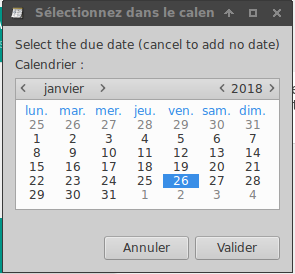 Sélectionnez dans le calen
Select the due date (cancel to add no date)
Calendrier :
janvier 2018
lun. mar. mer. jeu. ven. sam. dim.
25 26 27 28 29 30 31
1 2 3 4 5 6 7
8 9 10 11 12 13 14
15 16 17 18 19 20 21
22 23 24 25 26 27 28
29 30 31 1 2 3 4
Annuler Valider